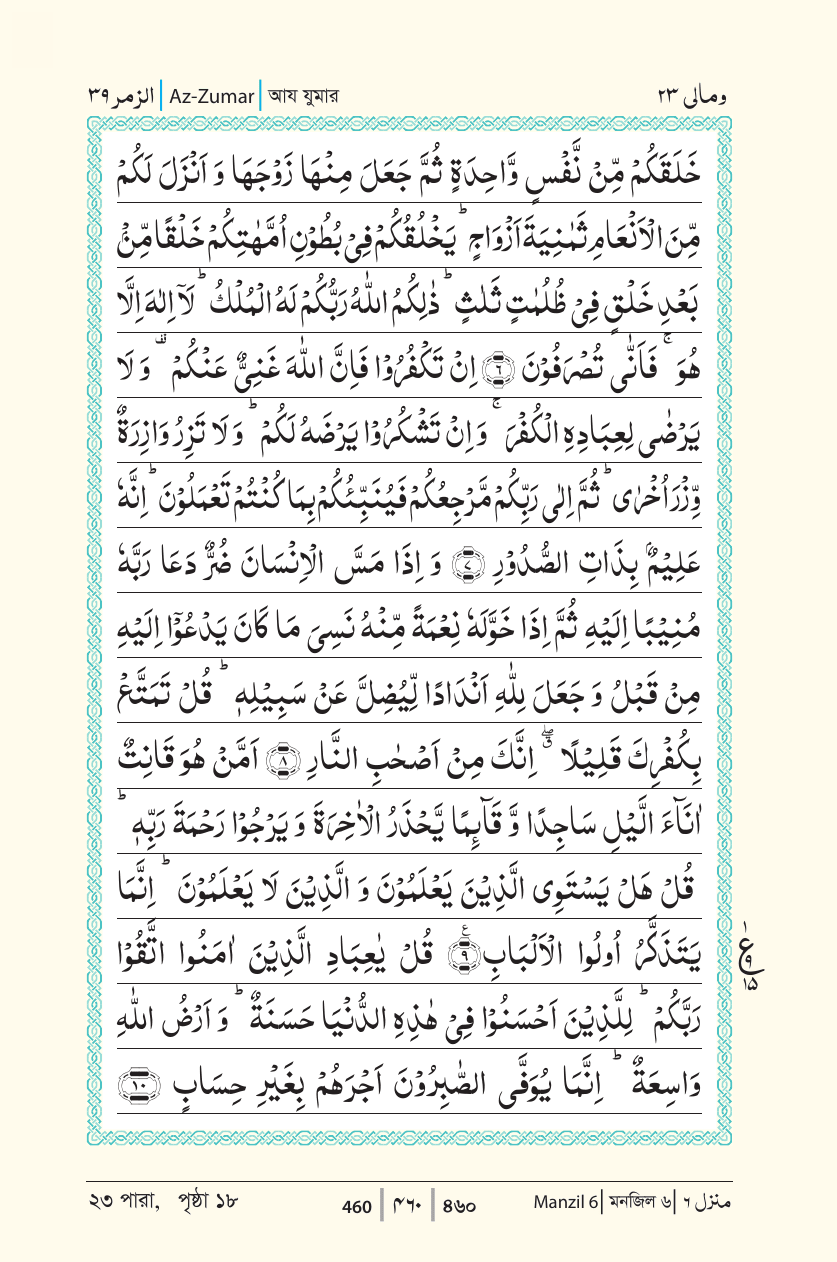 الزمر ٣٩ | Az-Zumar | আয যুমার ومالی ٢٣
خَلَقَكُمْ مِّنْ نَّفْسٍ وَّاحِدَةٍ ثُمَّ جَعَلَ مِنْهَا زَوْجَهَا وَ اَنْزَلَ لَكُمْ
مِّنَ الْاَنْعَامِ ثَمٰنِيَةَ اَزْوَاجٍ ؕ يَخْلُقُكُمْ فِيْ بُطُوْنِ اُمَّهٰتِكُمْ خَلْقًا مِّنْۢ
بَعْدِ خَلْقٍ فِيْ ظُلُمٰتٍ ثَلٰثٍ ؕ ذٰلِكُمُ اللّٰهُ رَبُّكُمْ لَهُ الْمُلْكُ ؕ لَاۤ اِلٰهَ اِلَّا
هُوَ ۚ فَاَنّٰى تُصْرَفُوْنَ ۝٦ اِنْ تَكْفُرُوْا فَاِنَّ اللّٰهَ غَنِيٌّ عَنْكُمْ ۫ وَ لَا
يَرْضٰى لِعِبَادِهِ الْكُفْرَ ۚ وَ اِنْ تَشْكُرُوْا يَرْضَهُ لَكُمْ ؕ وَ لَا تَزِرُ وَازِرَةٌ
وِّزْرَ اُخْرٰى ؕ ثُمَّ اِلٰى رَبِّكُمْ مَّرْجِعُكُمْ فَيُنَبِّئُكُمْ بِمَا كُنْتُمْ تَعْمَلُوْنَ ؕ اِنَّهٗ
عَلِيْمٌۢ بِذَاتِ الصُّدُوْرِ ۝٧ وَ اِذَا مَسَّ الْاِنْسَانَ ضُرٌّ دَعَا رَبَّهٗ
مُنِيْبًا اِلَيْهِ ثُمَّ اِذَا خَوَّلَهٗ نِعْمَةً مِّنْهُ نَسِيَ مَا كَانَ يَدْعُوْۤا اِلَيْهِ
مِنْ قَبْلُ وَ جَعَلَ لِلّٰهِ اَنْدَادًا لِّيُضِلَّ عَنْ سَبِيْلِهٖ ؕ قُلْ تَمَتَّعْ
بِكُفْرِكَ قَلِيْلًا ۖۗ اِنَّكَ مِنْ اَصْحٰبِ النَّارِ ۝٨ اَمَّنْ هُوَ قَانِتٌ
اٰنَآءَ الَّيْلِ سَاجِدًا وَّ قَآىِٕمًا يَّحْذَرُ الْاٰخِرَةَ وَ يَرْجُوْا رَحْمَةَ رَبِّهٖ ؕ
قُلْ هَلْ يَسْتَوِى الَّذِيْنَ يَعْلَمُوْنَ وَ الَّذِيْنَ لَا يَعْلَمُوْنَ ؕ اِنَّمَا
يَتَذَكَّرُ اُولُوا الْاَلْبَابِ ۝٩ قُلْ يٰعِبَادِ الَّذِيْنَ اٰمَنُوا اتَّقُوْا
رَبَّكُمْ ؕ لِلَّذِيْنَ اَحْسَنُوْا فِيْ هٰذِهِ الدُّنْيَا حَسَنَةٌ ؕ وَ اَرْضُ اللّٰهِ
وَاسِعَةٌ ؕ اِنَّمَا يُوَفَّى الصّٰبِرُوْنَ اَجْرَهُمْ بِغَيْرِ حِسَابٍ ۝١٠
ع ١ ٩ ١٥
২৩ পারা, পৃষ্ঠা ১৮ 460 | ۴۶۰ | ৪৬০ Manzil 6 | মনজিল ৬ | منزل ۶